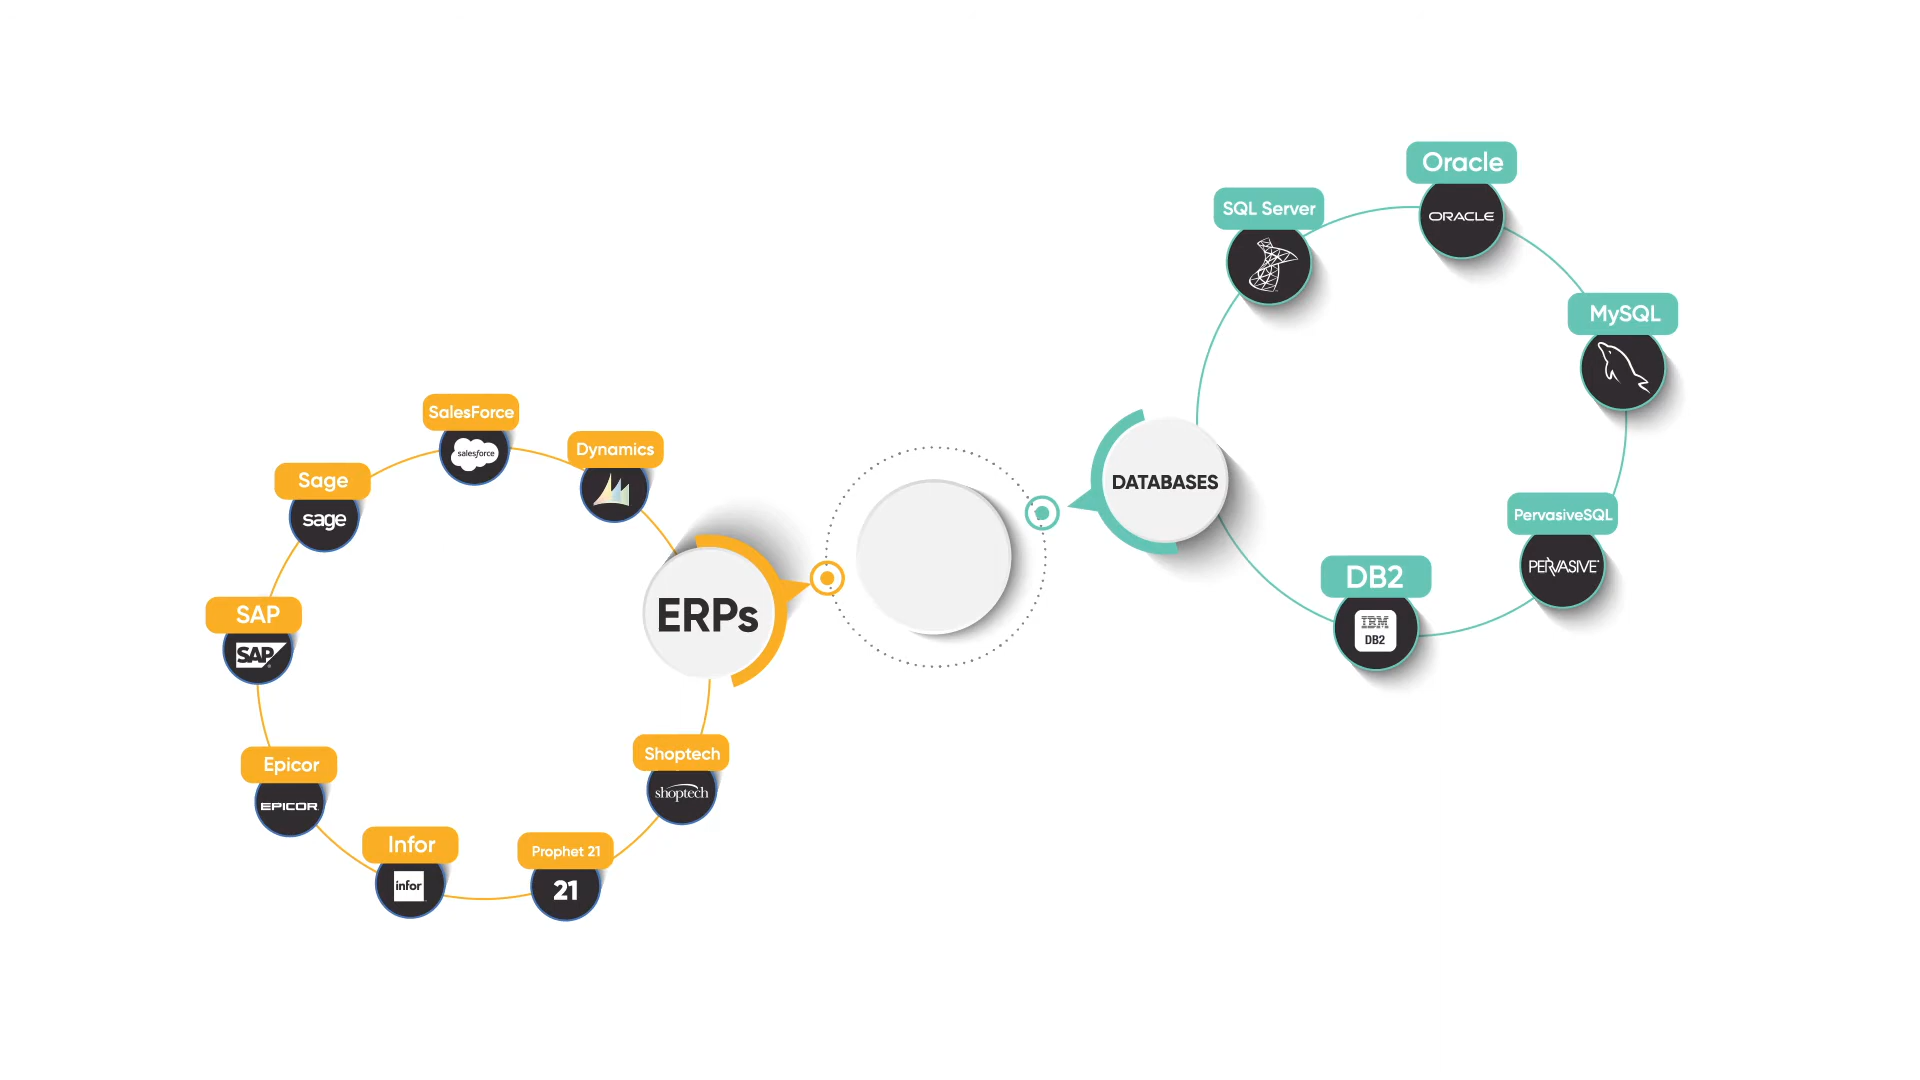 SalesForce
salesforce
Dynamics
Sage
sage
SAP
SAP
Epicor
EPICOR
Infor
infor
Prophet 21
21
Shoptech
shoptech
ERPs
DATABASES
SQL Server
Oracle
ORACLE
MySQL
PervasiveSQL
PERVASIVE
DB2
IBM
DB2